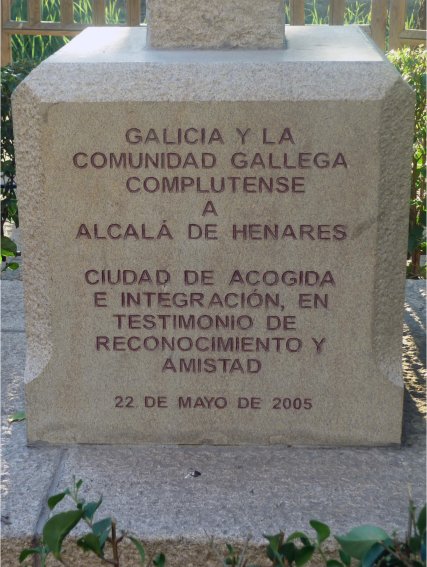 GALICIA Y LA
COMUNIDAD GALLEGA
COMPLUTENSE
A
ALCALÁ DE HENARES
CIUDAD DE ACOGIDA
E INTEGRACIÓN, EN
TESTIMONIO DE
RECONOCIMIENTO Y
AMISTAD
22 DE MAYO DE 2005